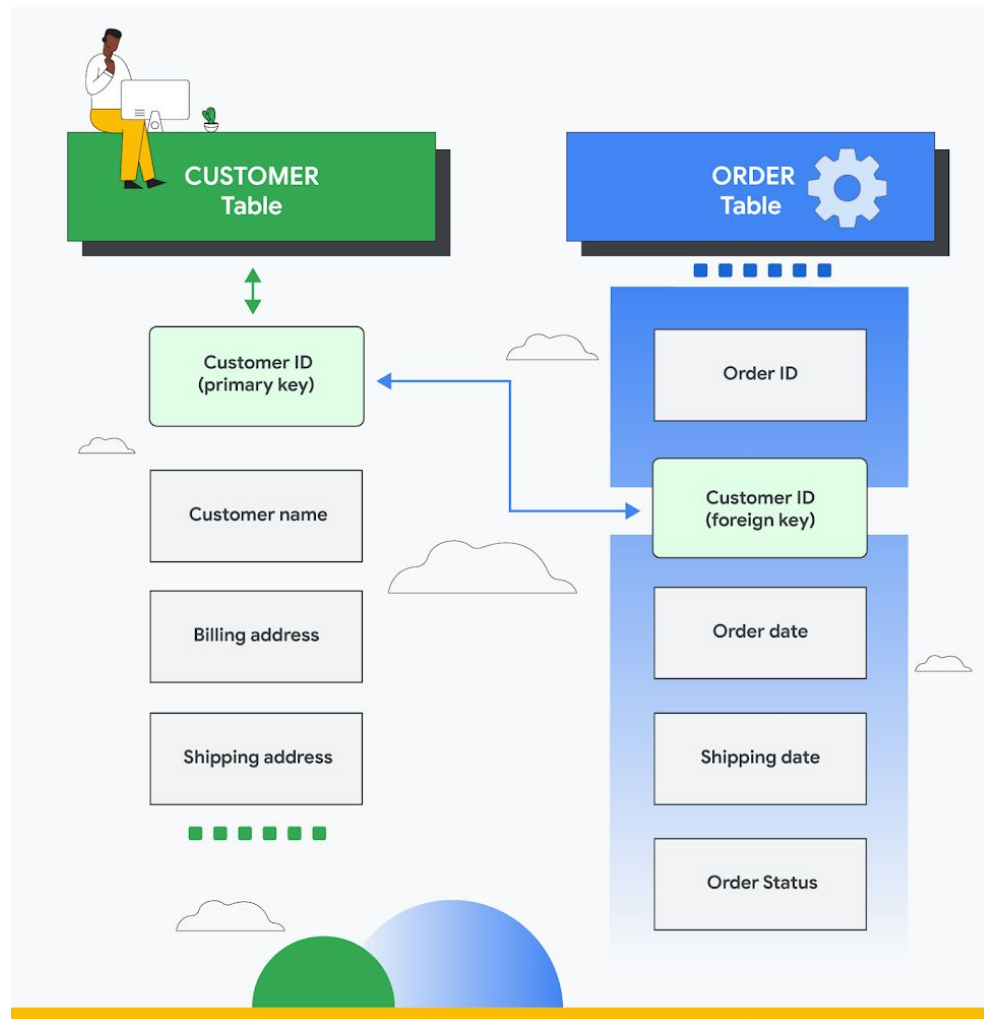 CUSTOMER
Table
Customer ID
(primary key)
Customer name
Billing address
Shipping address
ORDER
Table
Order ID
Customer ID
(foreign key)
Order date
Shipping date
Order Status